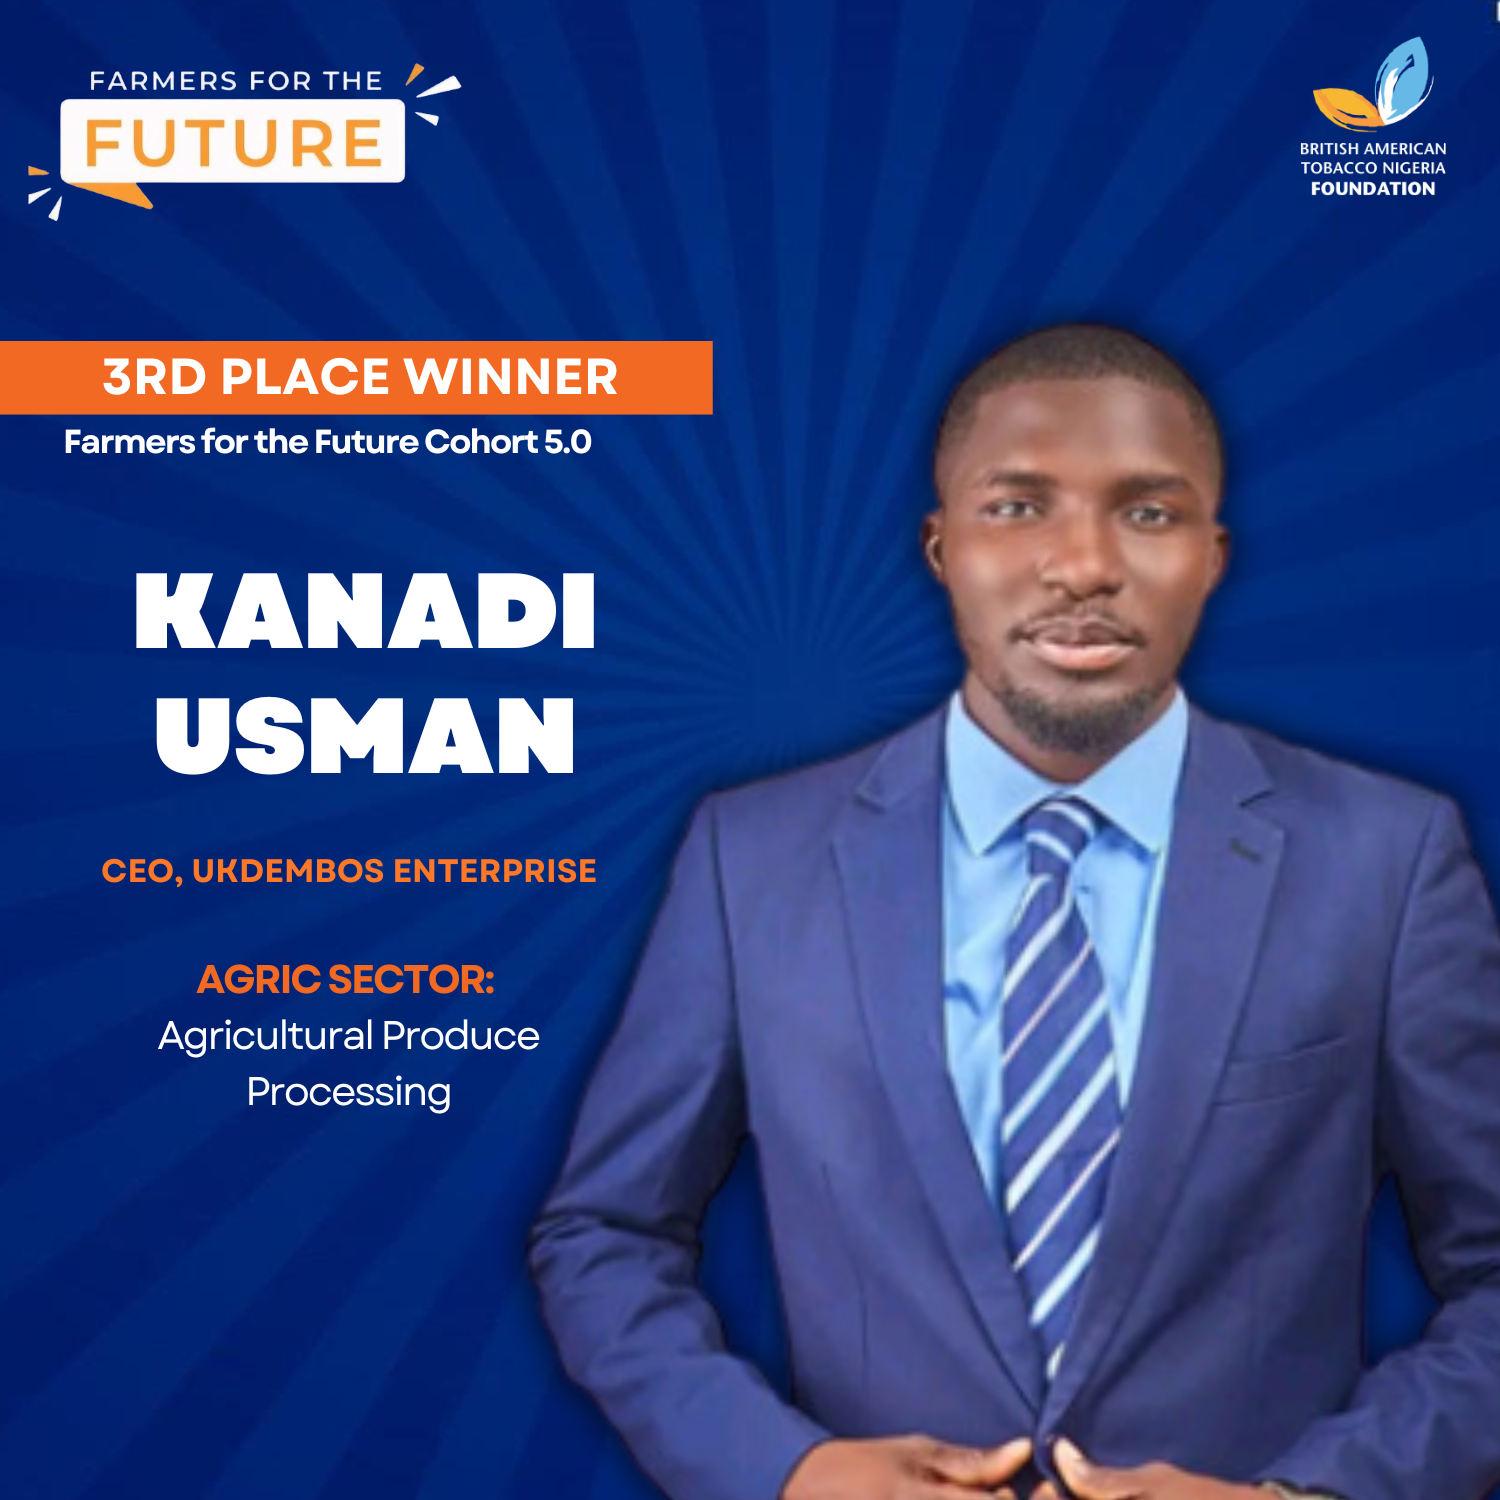 FARMERS FOR THE
FUTURE
BRITISH AMERICAN
TOBACCO NIGERIA
FOUNDATION
3RD PLACE WINNER
Farmers for the Future Cohort 5.0
KANADI
USMAN
CEO, UKDEMBOS ENTERPRISE
AGRIC SECTOR:
Agricultural Produce
Processing